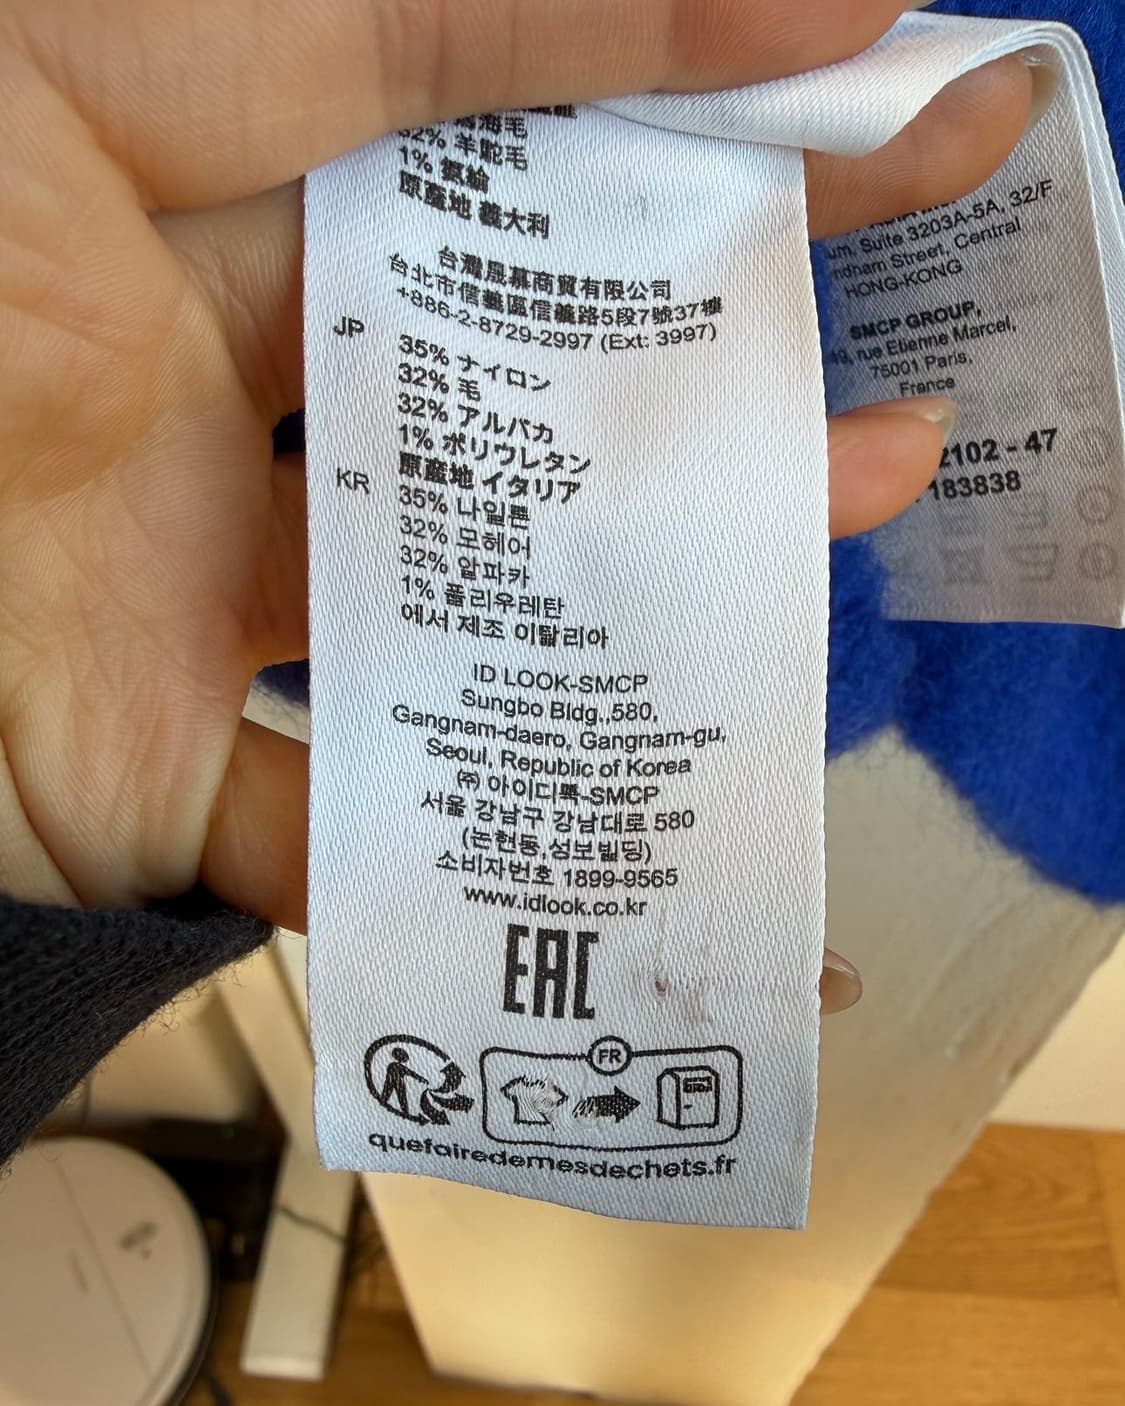 32% 羊駝毛
1%
原產地 義大利
台灣晟慕商貿有限公司
台北市信義區信義路5段7號37樓
+886-2-8729-2997 (Ext: 3997)
JP
35% ナイロン
32% 毛
32% アルパカ
1% ポリウレタン
原産地 イタリア
KR
35% 나일론
32% 모헤어
32% 알파카
1% 폴리우레탄
에서 제조 이탈리아
ID LOOK-SMCP
Sungbo Bldg.,580,
Gangnam-daero, Gangnam-gu,
Seoul, Republic of Korea
㈜ 아이디룩-SMCP
서울 강남구 강남대로 580
(논현동,성보빌딩)
소비자번호 1899-9565
www.idlook.co.kr
EAC
FR
quefairedemesdechets.fr
Suite 3203A-5A, 32/F
Street, Central
HONG-KONG
SMCP GROUP,
rue Etienne Marcel,
75001 Paris,
France
2102 - 47
183838